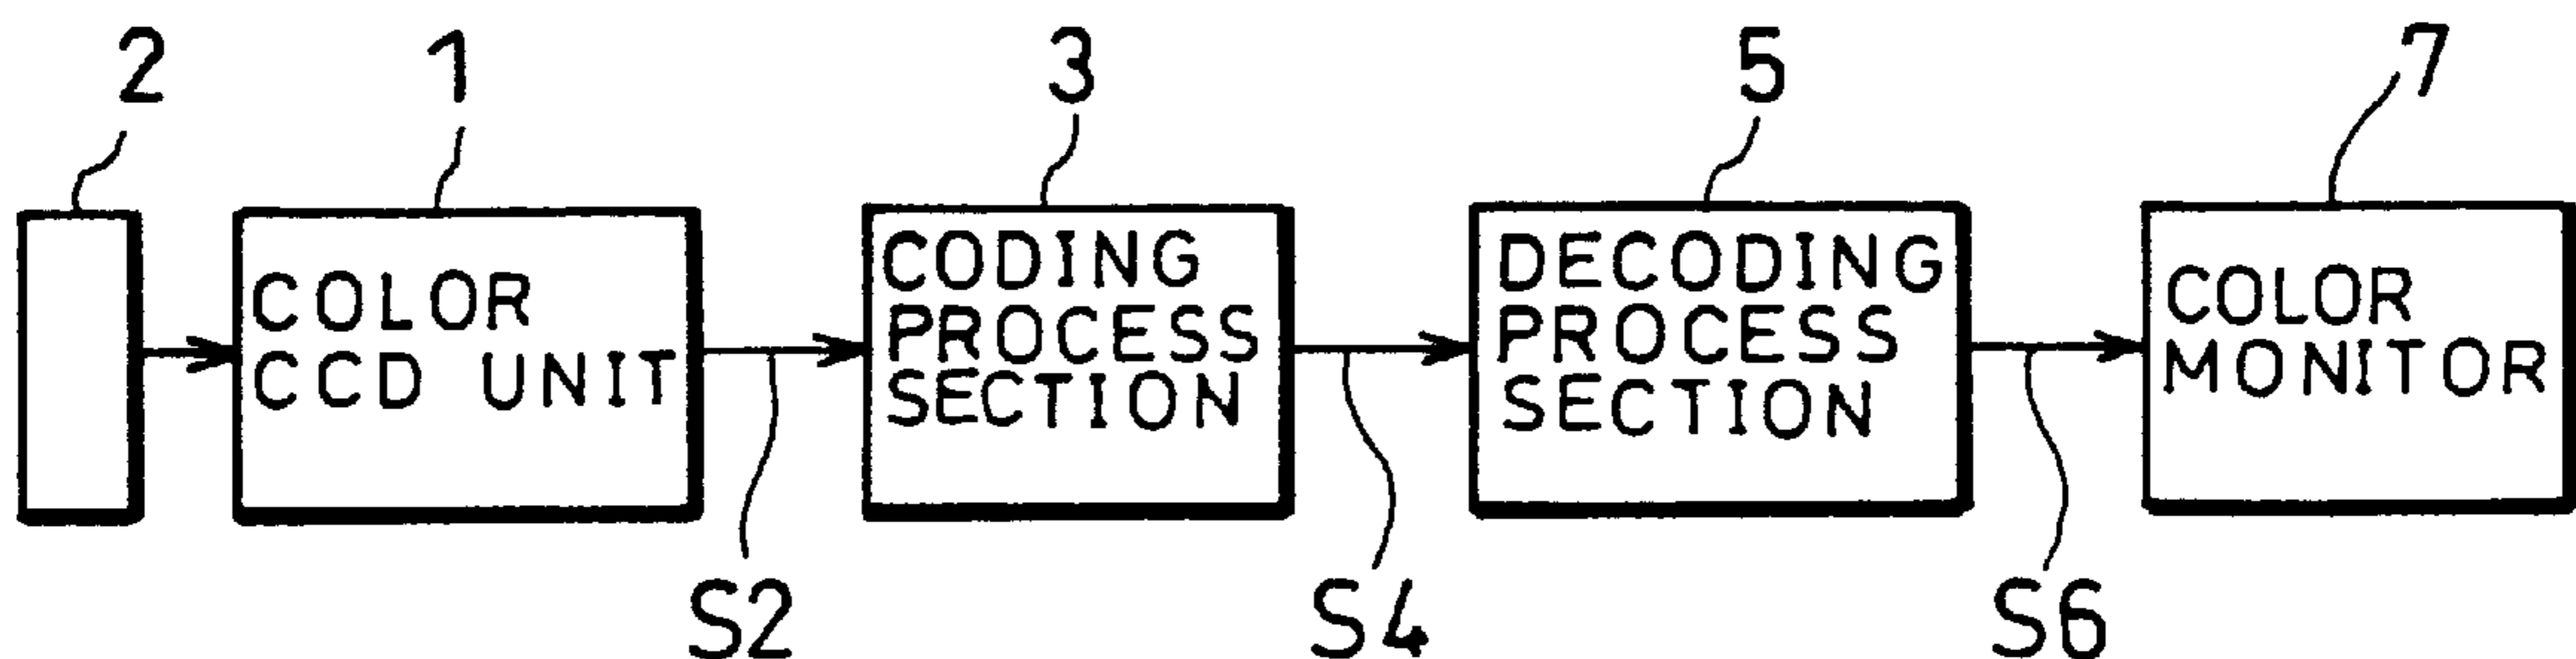 2
1
3
5
7
COLOR
CCD UNIT
CODING
PROCESS
SECTION
DECODING
PROCESS
SECTION
COLOR
MONITOR
S2
S4
S6